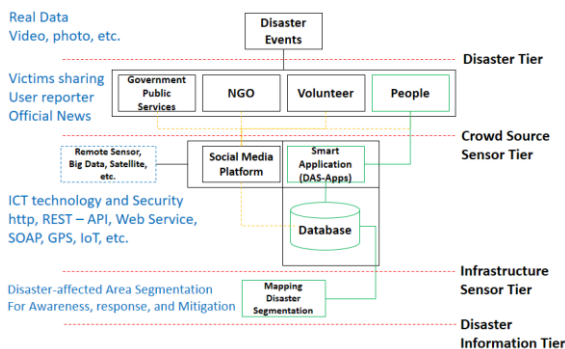 Real Data
Video, photo, etc.
Disaster
Events
Disaster Tier
Victims sharing
User reporter
Official News
Government
Public
Services
NGO
Volunteer
People
Crowd Source
Sensor Tier
Remote Sensor,
Big Data, Satellite,
etc.
Social Media
Platform
Smart
Application
(DAS-Apps)
ICT technology and Security
http, REST – API, Web Service,
SOAP, GPS, IoT, etc.
Database
Infrastructure
Sensor Tier
Disaster-affected Area Segmentation
For Awareness, response, and Mitigation
Mapping
Disaster
Segmentation
Disaster
Information Tier